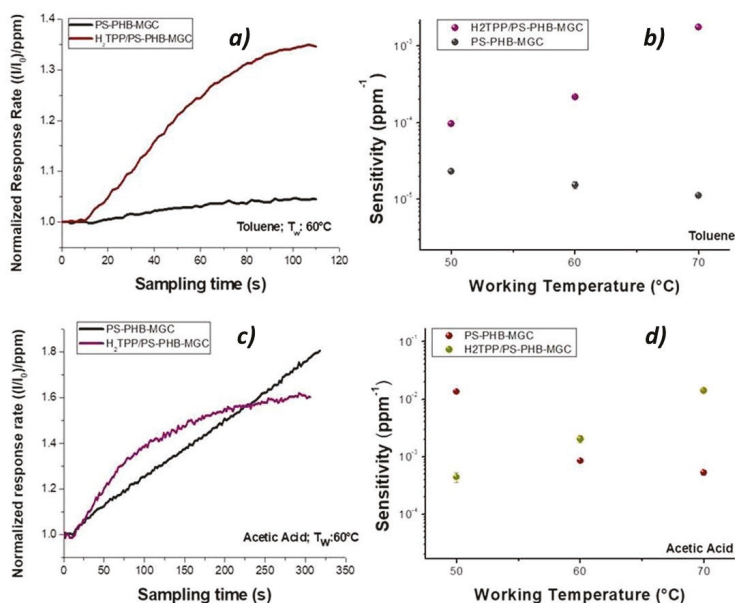 a)
PS-PHB-MGC
H₂TPP/PS-PHB-MGC
Normalized Response Rate ((I/I₀)/ppm)
1.4
1.3
1.2
1.1
1.0
0 20 40 60 80 100 120
Sampling time (s)
Toluene; Tw: 60°C
b)
H2TPP/PS-PHB-MGC
PS-PHB-MGC
Sensitivity (ppm⁻¹)
10⁻³
10⁻⁴
10⁻⁵
50 60 70
Working Temperature (°C)
Toluene
c)
PS-PHB-MGC
H₂TPP/PS-PHB-MGC
Normalized response rate ((I/I₀)/ppm)
1.8
1.6
1.4
1.2
1.0
0 50 100 150 200 250 300 350
Sampling time (s)
Acetic Acid; TW:60°C
d)
PS-PHB-MGC
H2TPP/PS-PHB-MGC
Sensitivity (ppm⁻¹)
10⁻¹
10⁻²
10⁻³
10⁻⁴
50 60 70
Working Temperature (°C)
Acetic Acid